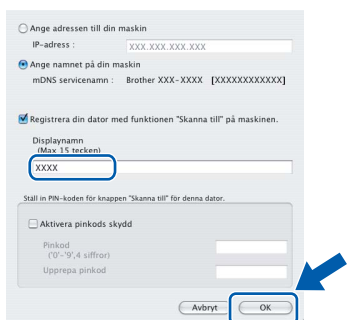 Ange adressen till din maskin
IP-adress : XXX.XXX.XXX.XXX
Ange namnet på din maskin
mDNS servicenamn : Brother XXX-XXXX [XXXXXXXXXXXX]
Registrera din dator med funktionen "Skanna till" på maskinen.
Displaynamn
(Max 15 tecken)
XXXX
Ställ in PIN-koden för knappen "Skanna till" för denna dator.
Aktivera pinkods skydd
Pinkod
('0'-'9',4 siffror)
Upprepa pinkod
Avbryt OK